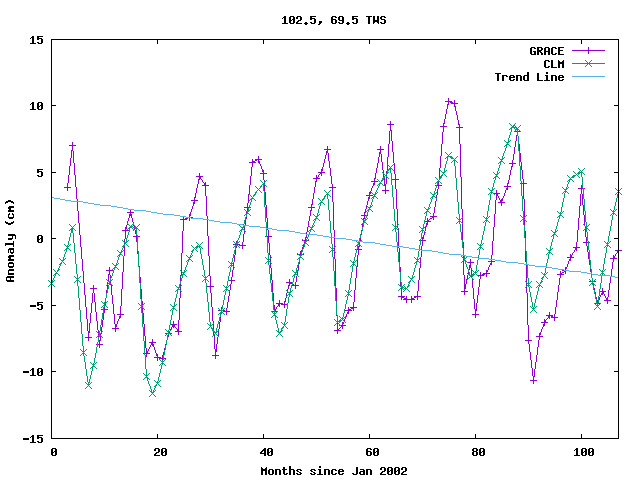 102.5, 69.5 TWS
GRACE
CLM
Trend Line
15
10
5
0
-5
-10
-15
Anomaly (cm)
0 20 40 60 80 100
Months since Jan 2002